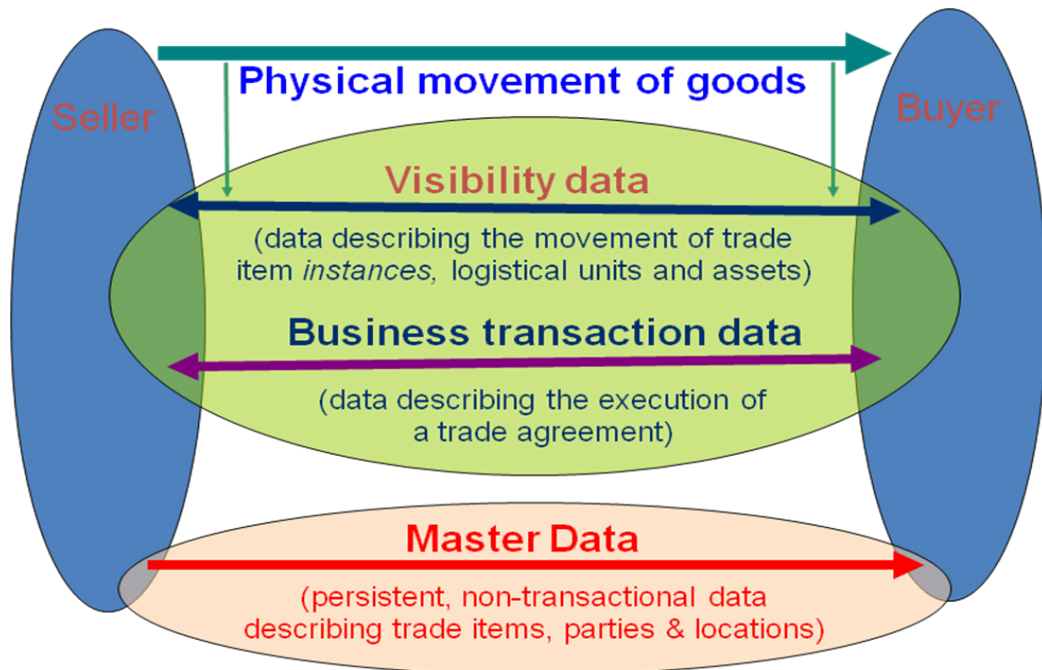 Physical movement of goods
Seller
Buyer
Visibility data
(data describing the movement of trade
item instances, logistical units and assets)
Business transaction data
(data describing the execution of
a trade agreement)
Master Data
(persistent, non-transactional data
describing trade items, parties & locations)